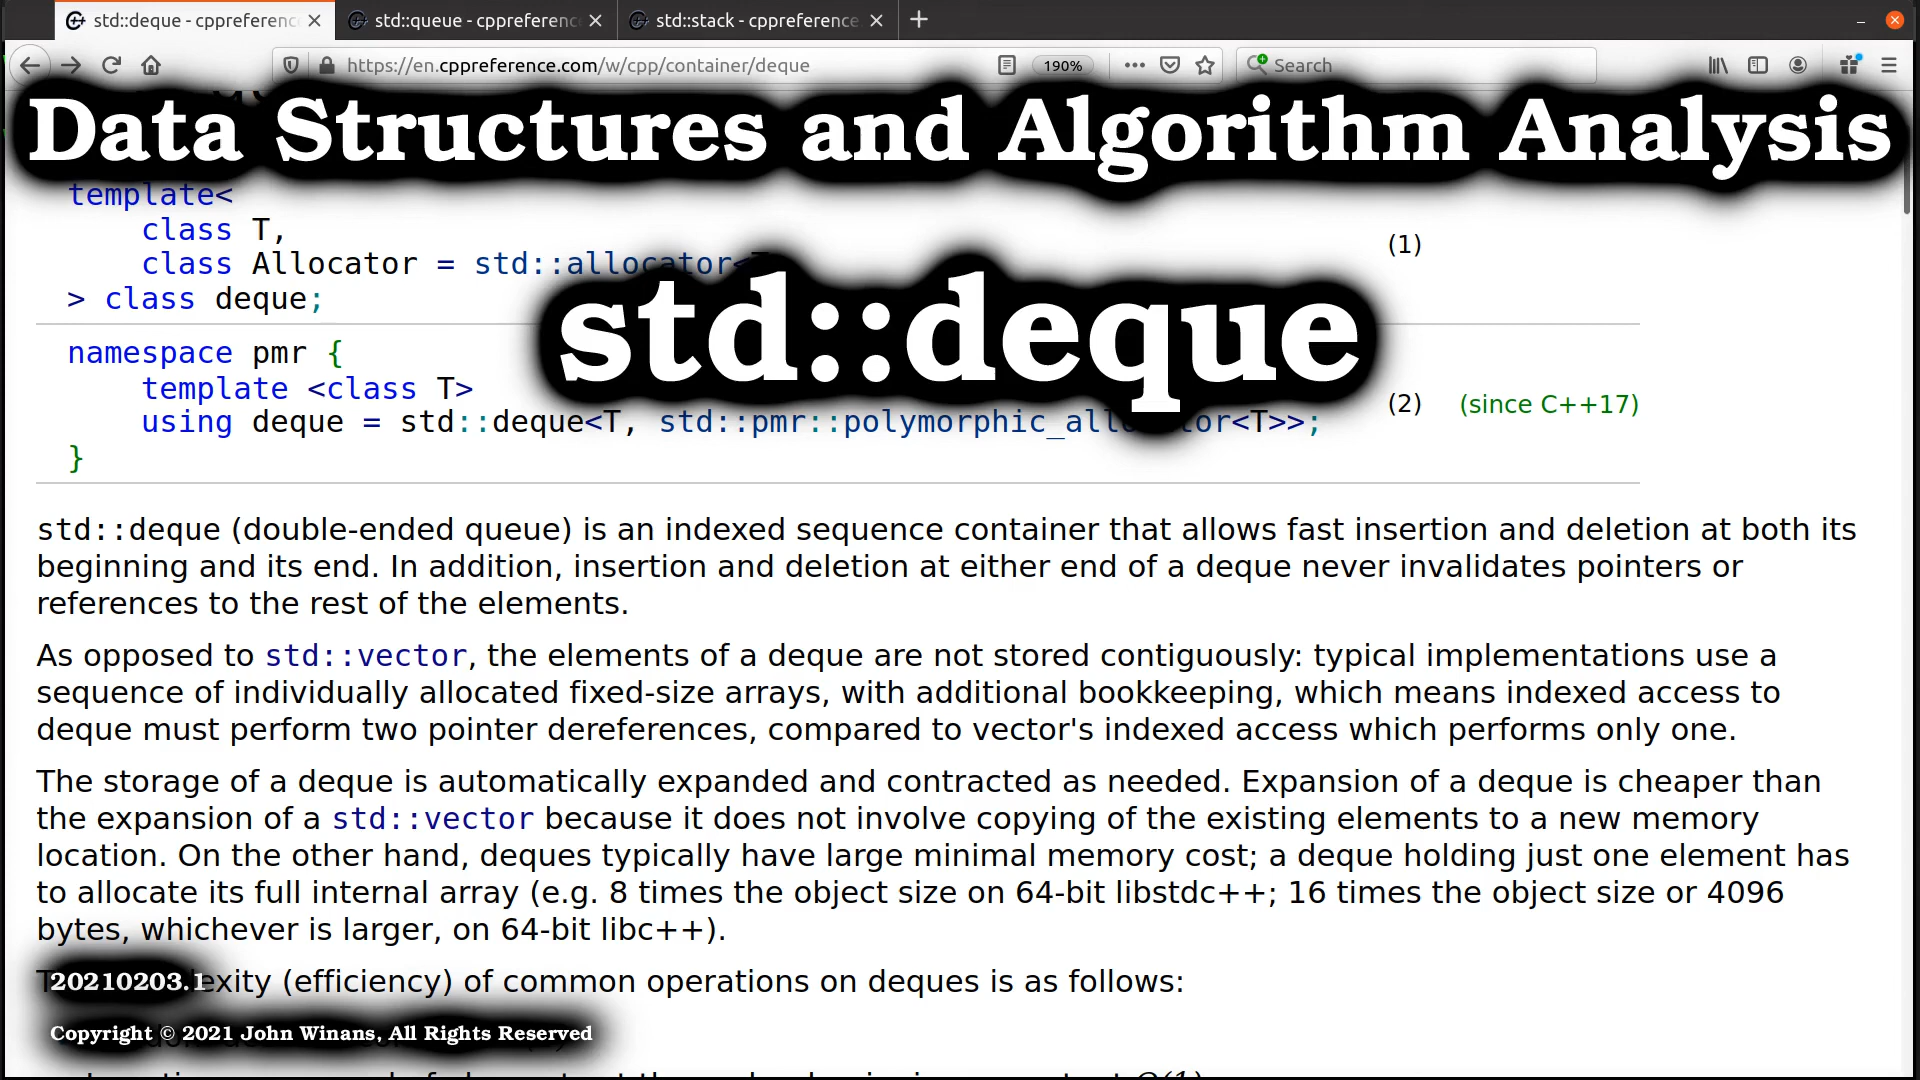 std::deque - cppreferenc
std::queue - cppreferenc
std::stack - cppreference
https://en.cppreference.com/w/cpp/container/deque
190%
Search
Data Structures and Algorithm Analysis
template<
class T,
class Allocator = std::allocator<
(1)
> class deque;
std::deque
namespace pmr {
template <class T>
using deque = std::deque<T, std::pmr::polymorphic_allocator<T>>;
(2) (since C++17)
}
std::deque (double-ended queue) is an indexed sequence container that allows fast insertion and deletion at both its
beginning and its end. In addition, insertion and deletion at either end of a deque never invalidates pointers or
references to the rest of the elements.
As opposed to std::vector, the elements of a deque are not stored contiguously: typical implementations use a
sequence of individually allocated fixed-size arrays, with additional bookkeeping, which means indexed access to
deque must perform two pointer dereferences, compared to vector's indexed access which performs only one.
The storage of a deque is automatically expanded and contracted as needed. Expansion of a deque is cheaper than
the expansion of a std::vector because it does not involve copying of the existing elements to a new memory
location. On the other hand, deques typically have large minimal memory cost; a deque holding just one element has
to allocate its full internal array (e.g. 8 times the object size on 64-bit libstdc++; 16 times the object size or 4096
bytes, whichever is larger, on 64-bit libc++).
20210203.1
(efficiency) of common operations on deques is as follows:
Copyright © 2021 John Winans, All Rights Reserved